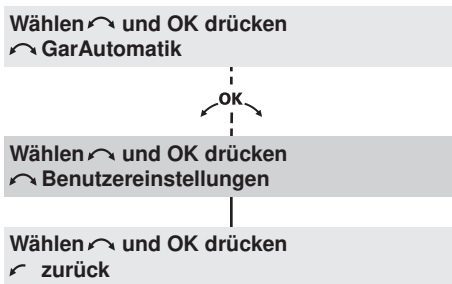 Wählen und OK drücken
GarAutomatik
OK
Wählen und OK drücken
Benutzereinstellungen
Wählen und OK drücken
zurück